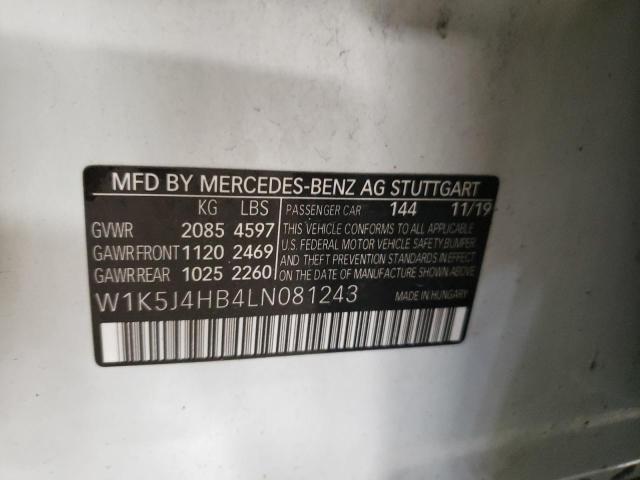 MFD BY MERCEDES-BENZ AG STUTTGART
KG LBS
GVWR 2085 4597
GAWR FRONT 1120 2469
GAWR REAR 1025 2260
PASSENGER CAR 144 11/19
THIS VEHICLE CONFORMS TO ALL APPLICABLE
U.S. FEDERAL MOTOR VEHICLE SAFETY, BUMPER,
AND THEFT PREVENTION STANDARDS IN EFFECT
ON THE DATE OF MANUFACTURE SHOWN ABOVE.
W1K5J4HB4LN081243
MADE IN HUNGARY